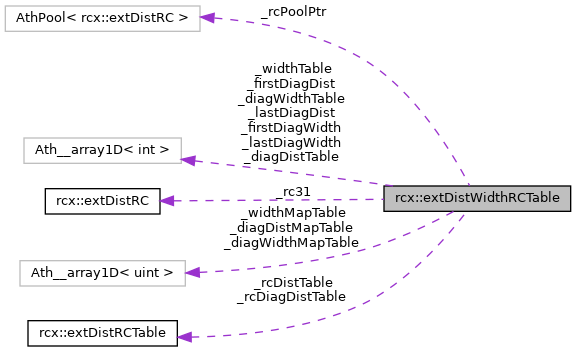 _rcPoolPtr
AthPool< rcx::extDistRC >
_widthTable
_firstDiagDist
_diagWidthTable
_lastDiagDist
_firstDiagWidth
_lastDiagWidth
_diagDistTable
Ath__array1D< int >
_rc31
rcx::extDistRC
rcx::extDistWidthRCTable
_widthMapTable
_diagDistMapTable
_diagWidthMapTable
Ath__array1D< uint >
_rcDistTable
_rcDiagDistTable
rcx::extDistRCTable